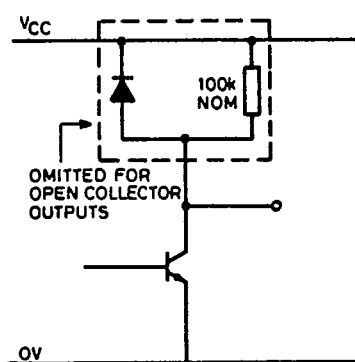 VCC
100k
NOM
OMITTED FOR
OPEN COLLECTOR
OUTPUTS
OV